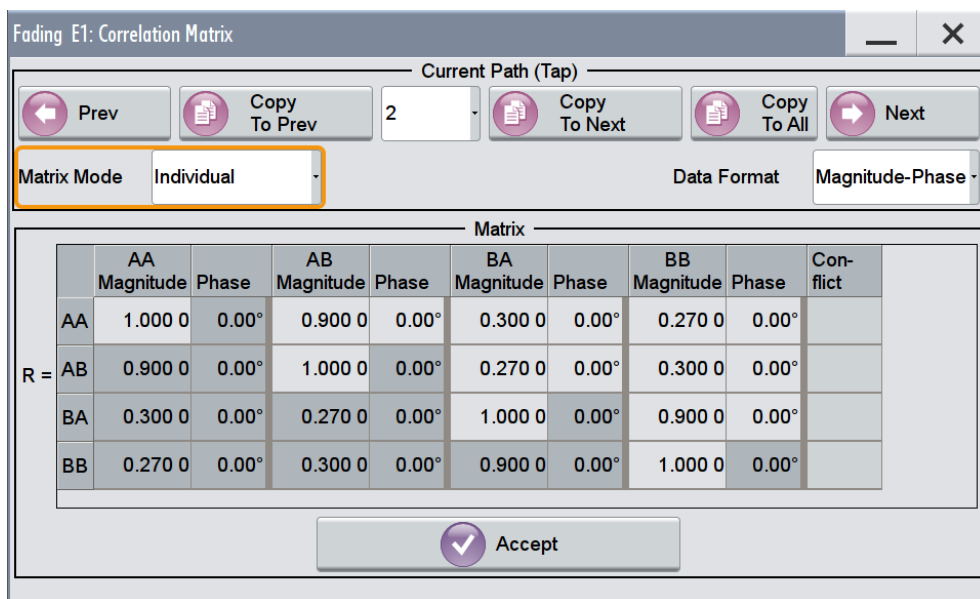 Fading E1: Correlation Matrix
Current Path (Tap)
Prev
Copy
To Prev
2
Copy
To Next
Copy
To All
Next
Matrix Mode Individual Data Format Magnitude-Phase
Matrix
AA AB BA BB Con-
Magnitude Phase Magnitude Phase Magnitude Phase Magnitude Phase flict
AA 1.000 0 0.00° 0.900 0 0.00° 0.300 0 0.00° 0.270 0 0.00°
R = AB 0.900 0 0.00° 1.000 0 0.00° 0.270 0 0.00° 0.300 0 0.00°
BA 0.300 0 0.00° 0.270 0 0.00° 1.000 0 0.00° 0.900 0 0.00°
BB 0.270 0 0.00° 0.300 0 0.00° 0.900 0 0.00° 1.000 0 0.00°
Accept